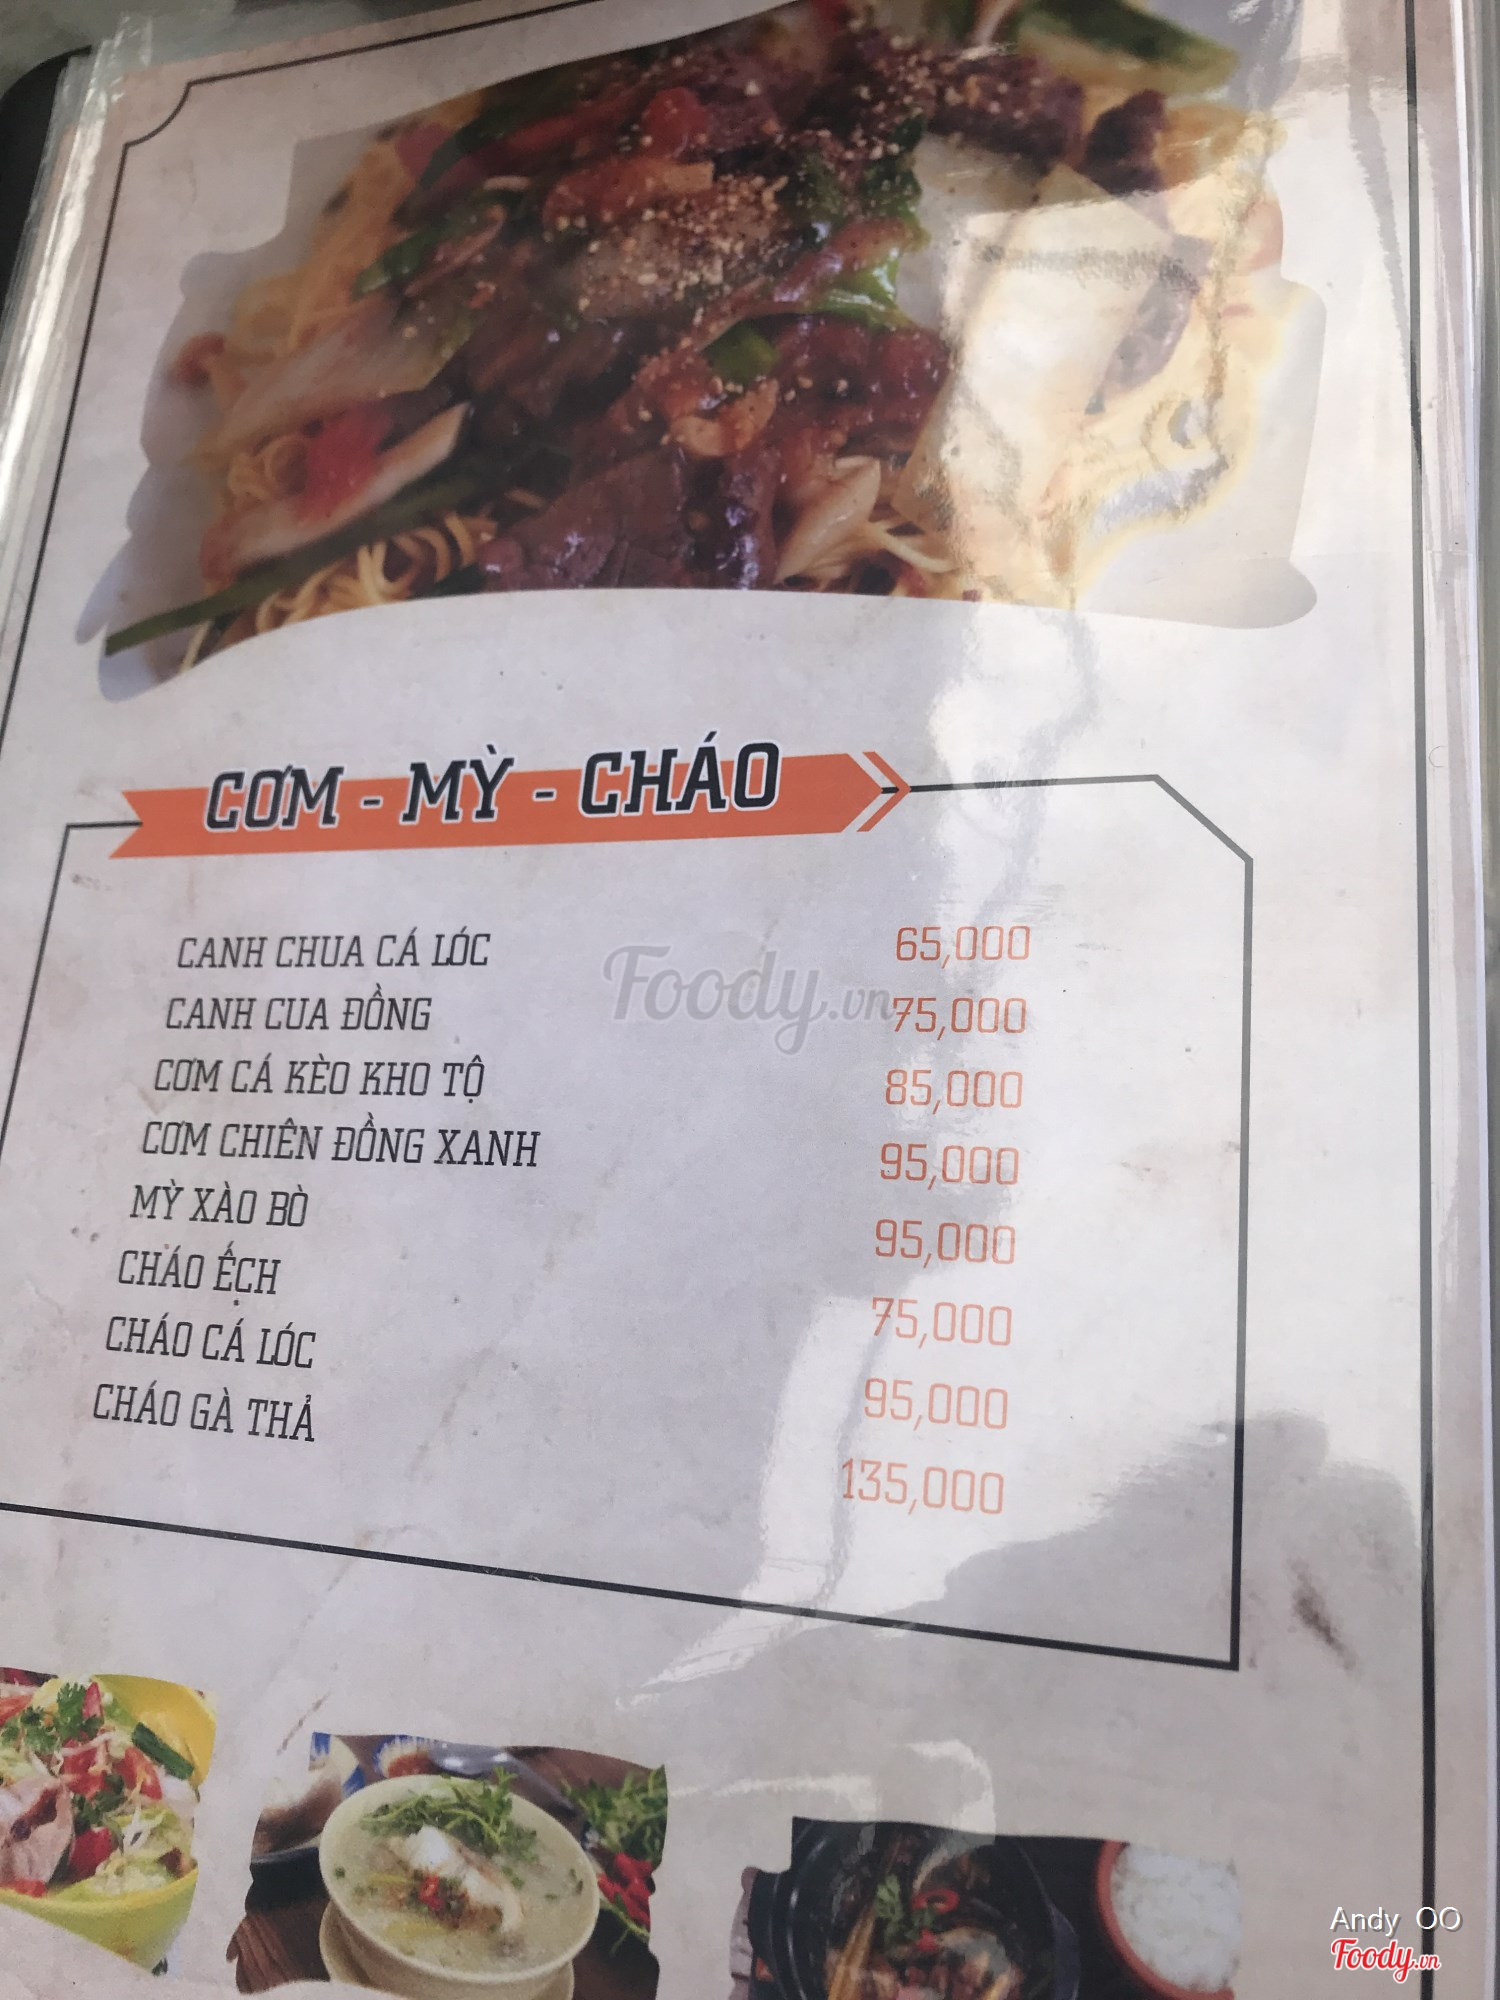 CƠM - MỲ - CHÁO
CANH CHUA CÁ LÓC 65,000
CANH CUA ĐỒNG 75,000
CƠM CÁ KÈO KHO TỘ 85,000
CƠM CHIÊN ĐỒNG XANH 95,000
MỲ XÀO BÒ 95,000
CHÁO ẾCH 75,000
CHÁO CÁ LÓC 95,000
CHÁO GÀ THẢ 135,000
Foody.vn
Andy OO
Foody.vn